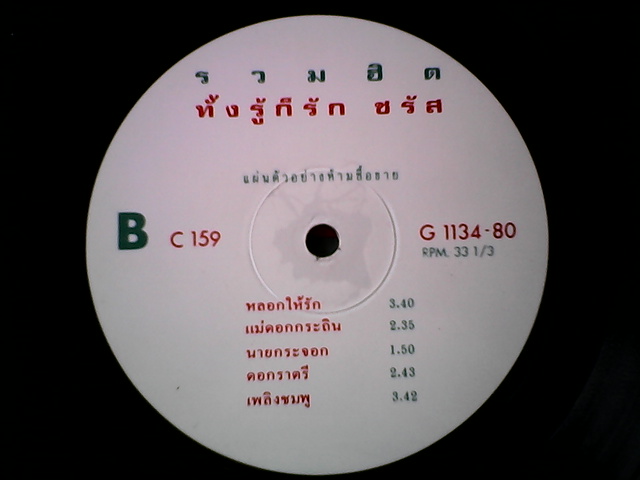 รวมฮิต
ทั้งรู้ก็รัก ชรัส
แผ่นตัวอย่างห้ามซื้อขาย
B C 159 G 1134-80
RPM. 33 1/3
หลอกให้รัก 3.40
แม่ดอกกระถิน 2.35
นายกระจอก 1.50
ดอกราตรี 2.43
เพลิงชมพู 3.42